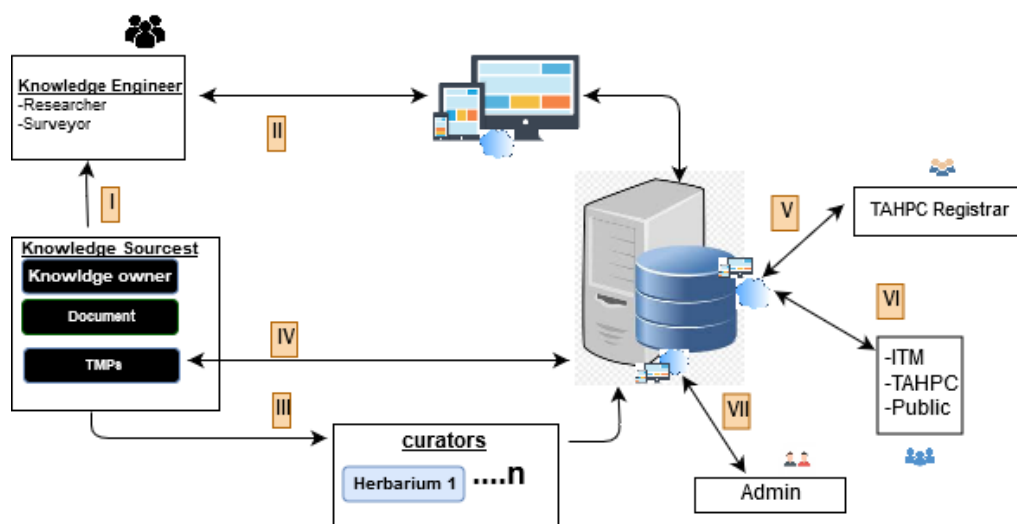 Knowledge Engineer
-Researcher
-Surveyor
II
I
V
TAHPC Registrar
Knowledge Sourcest
Knowldge owner
Document
TMPs
IV
VI
-ITM
-TAHPC
-Public
III
VII
curators
Herbarium 1 ....n
Admin